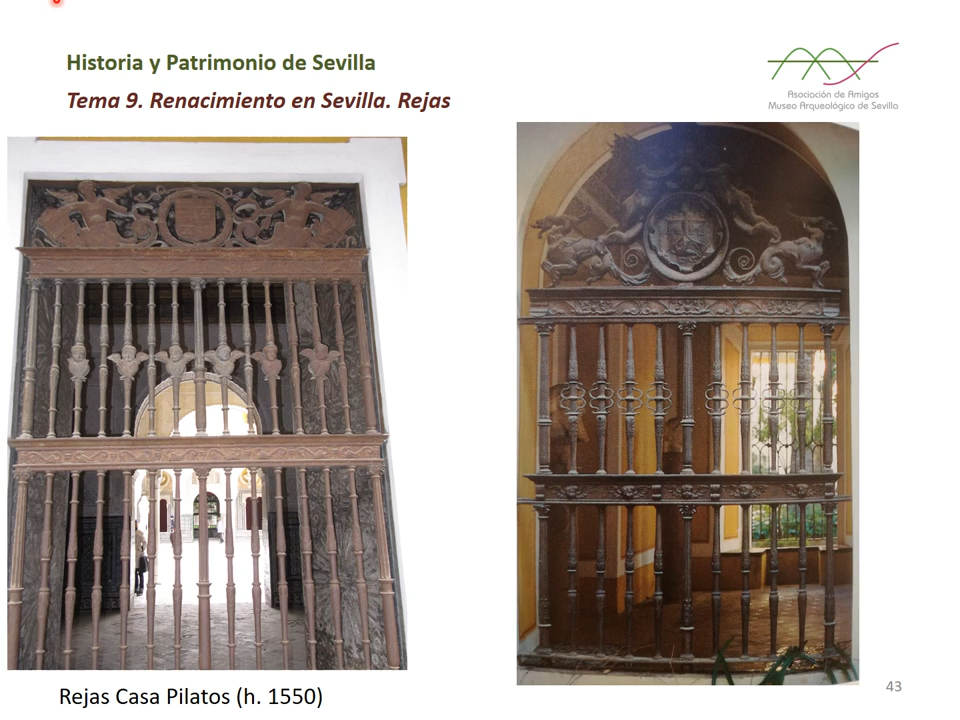 Historia y Patrimonio de Sevilla
Tema 9. Renacimiento en Sevilla. Rejas
Asociación de Amigos
Museo Arqueológico de Sevilla
Rejas Casa Pilatos (h. 1550)
43